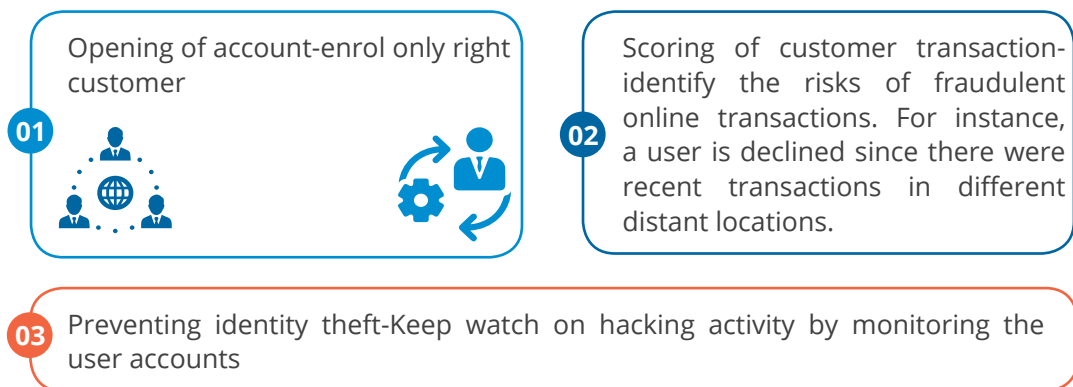 01
Opening of account-enrol only right
customer
02
Scoring of customer transaction-
identify the risks of fraudulent
online transactions. For instance,
a user is declined since there were
recent transactions in different
distant locations.
03
Preventing identity theft-Keep watch on hacking activity by monitoring the
user accounts